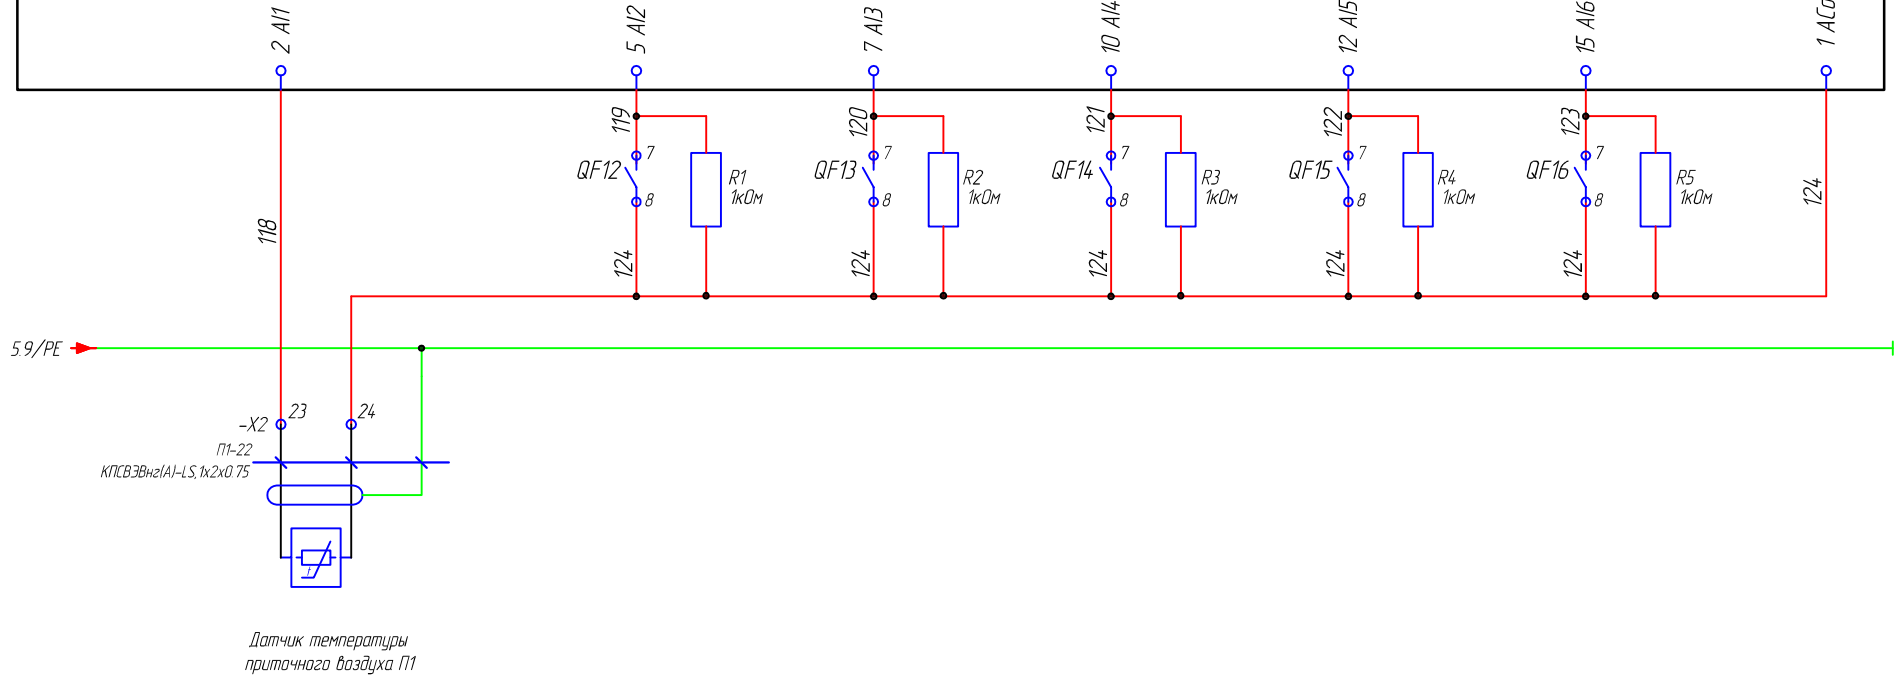 2 AI1
5 AI2
7 AI3
10 AI4
12 AI5
15 AI6
1
119
120
121
122
123
QF12
7
8
R1
1кОм
QF13
7
8
R2
1кОм
QF14
7
8
R3
1кОм
QF15
7
8
R4
1кОм
QF16
7
8
R5
1кОм
124
118
124
124
124
124
124
5.9/PE
-X2
23
24
П1-22
КПСВЭВнг(А)-LS, 1x2x0.75
t
Датчик температуры
приточного воздуха П1